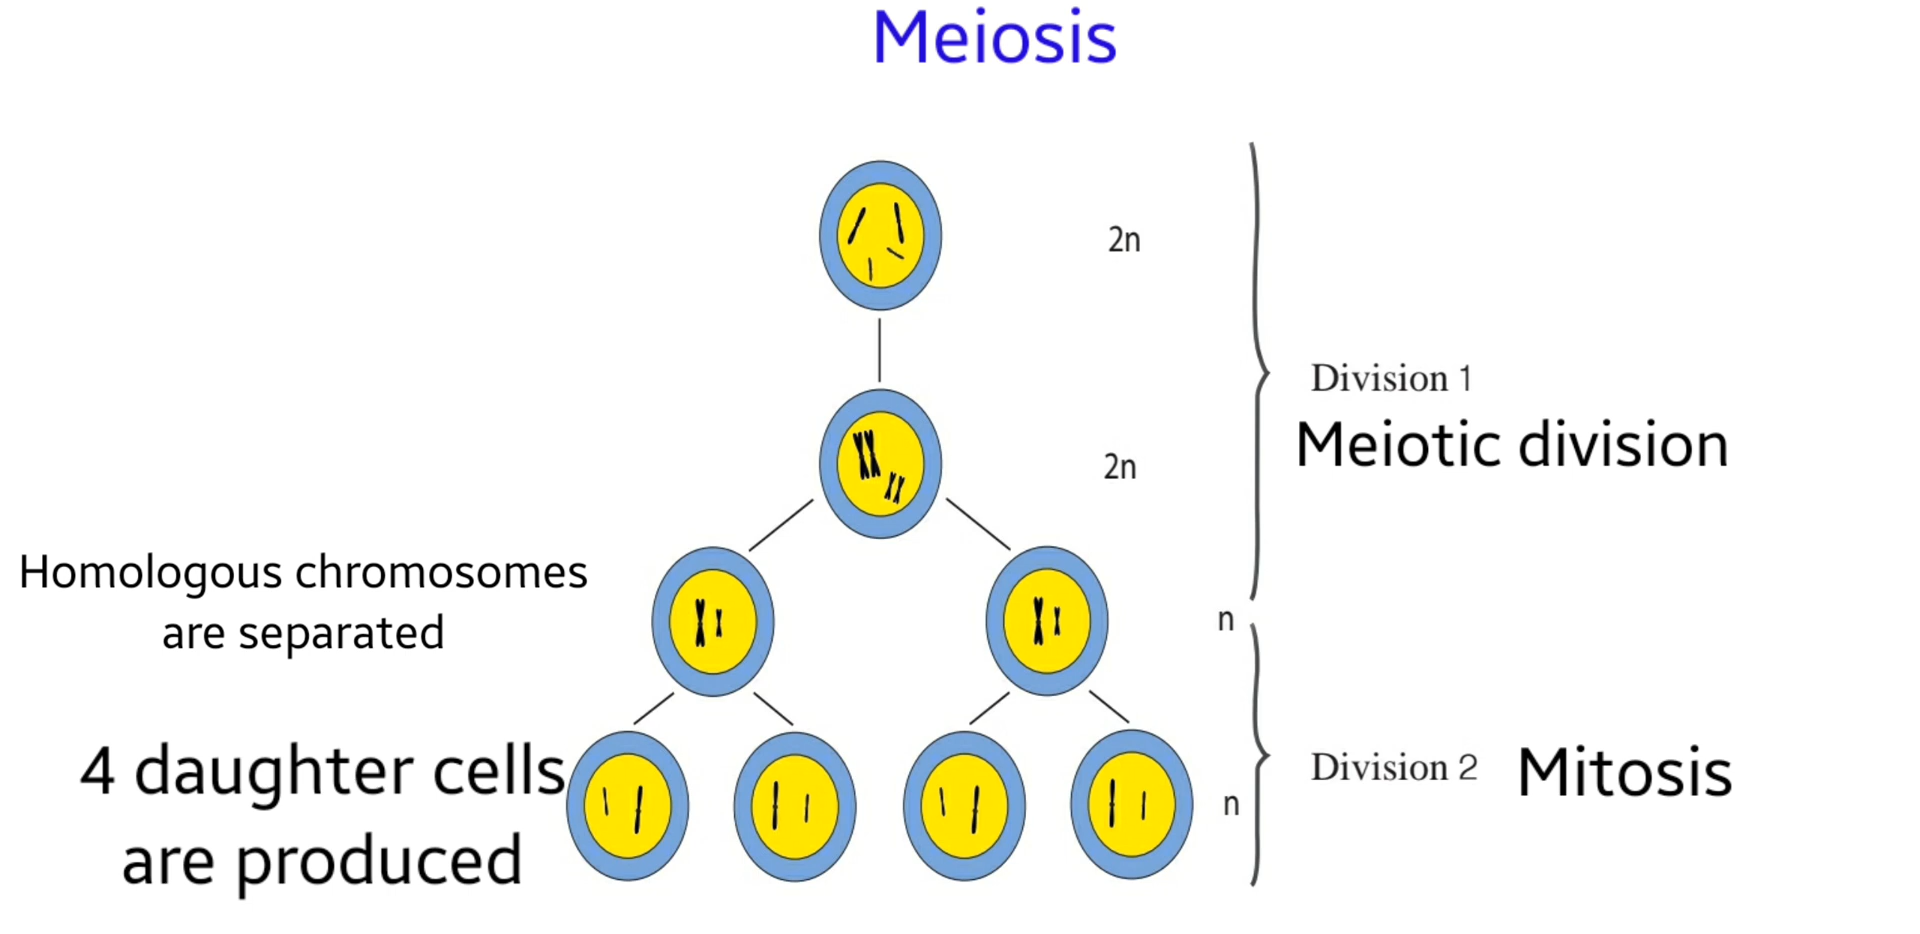 Meiosis
2n
Division 1
Meiotic division
2n
Homologous chromosomes
are separated
n
4 daughter cells
are produced
Division 2 Mitosis
n